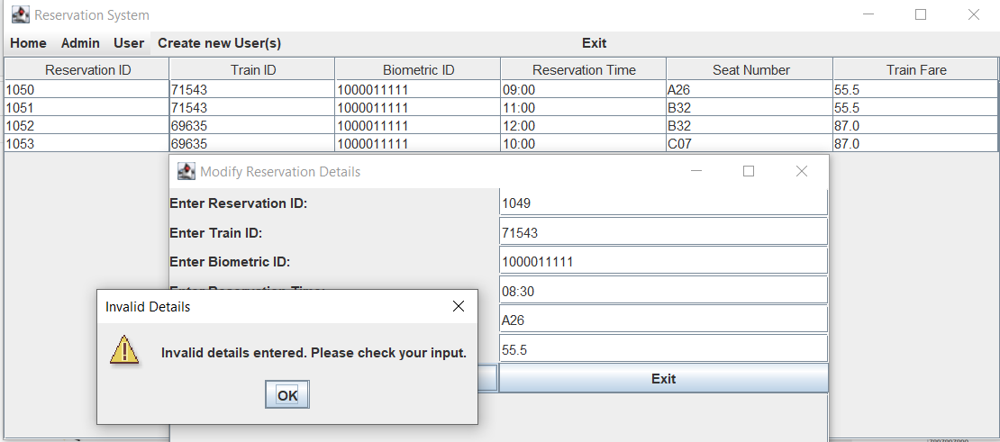 Reservation System
Home Admin User Create new User(s) Exit
Reservation ID Train ID Biometric ID Reservation Time Seat Number Train Fare
1050 71543 1000011111 09:00 A26 55.5
1051 71543 1000011111 11:00 B32 55.5
1052 69635 1000011111 12:00 B32 87.0
1053 69635 1000011111 10:00 C07 87.0
Modify Reservation Details
Enter Reservation ID: 1049
Enter Train ID: 71543
Enter Biometric ID: 1000011111
08:30
A26
55.5
Exit
Invalid Details
Invalid details entered. Please check your input.
OK